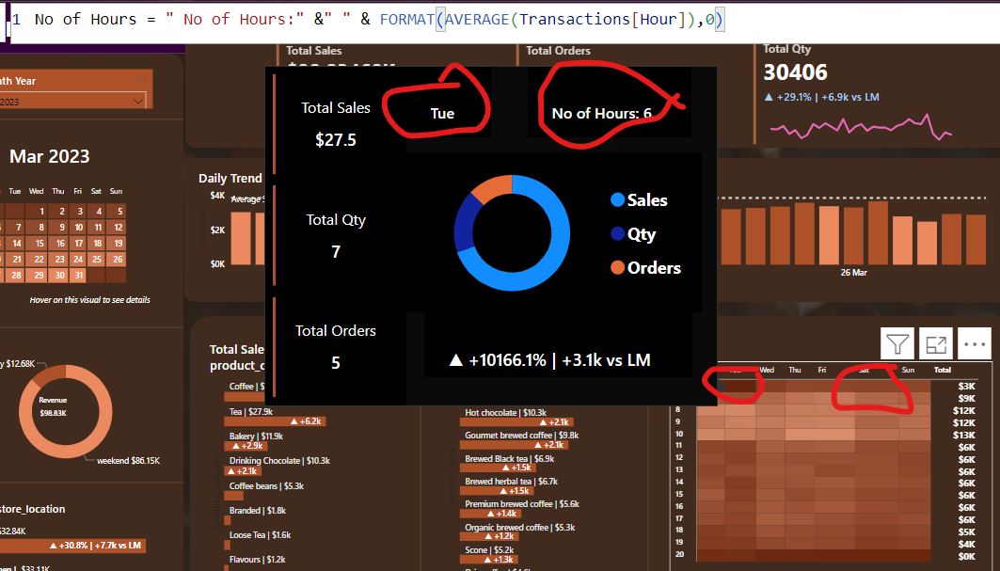 1 No of Hours = " No of Hours:" &" " & FORMAT(AVERAGE(Transactions[Hour]),0)
Total Sales
Total Orders
Total Qty
30406
▲ +29.1% | +6.9k vs LM
2023
Mar 2023
Tue Wed Thu Fri Sat Sun
1 2 3 4 5
7 8 9 10 11 12
14 15 16 17 18 19
21 22 23 24 25 26
28 29 30 31
Hover on this visual to see details
Daily Trend
$4K
$2K
$0K
26 Mar
Total Sales
$27.5
Tue
No of Hours: 6
Total Qty
7
Sales
Qty
Orders
Total Orders
5
▲ +10166.1% | +3.1k vs LM
$12.68K
Revenue
$98.83K
weekend $86.15K
store_location
$32.84K
▲ +30.8% | +7.7k vs LM
$33.11K
Total Sale
Coffee | $
Tea | $27.9k
▲ +6.2k
Bakery | $11.9k
▲ +2.9k
Drinking Chocolate | $10.3k
▲ +2.1k
Coffee beans | $5.3k
Branded | $1.8k
Loose Tea | $1.6k
Flavours | $1.2k
Hot chocolate | $10.3k
▲ +2.1k
Gourmet brewed coffee | $9.8k
▲ +2.1k
Brewed Black tea | $6.9k
▲ +1.5k
Brewed herbal tea | $6.7k
▲ +1.5k
Premium brewed coffee | $5.6k
▲ +1.4k
Organic brewed coffee | $5.3k
▲ +1.2k
Scone | $5.2k
▲ +1.3k
Wed Thu Fri Sat Sun Total
$3K
$9K
8 $12K
9 $12K
10 $13K
11 $6K
12 $6K
13 $6K
14 $6K
15 $6K
16 $6K
17 $6K
18 $5K
19 $4K
20 $0K